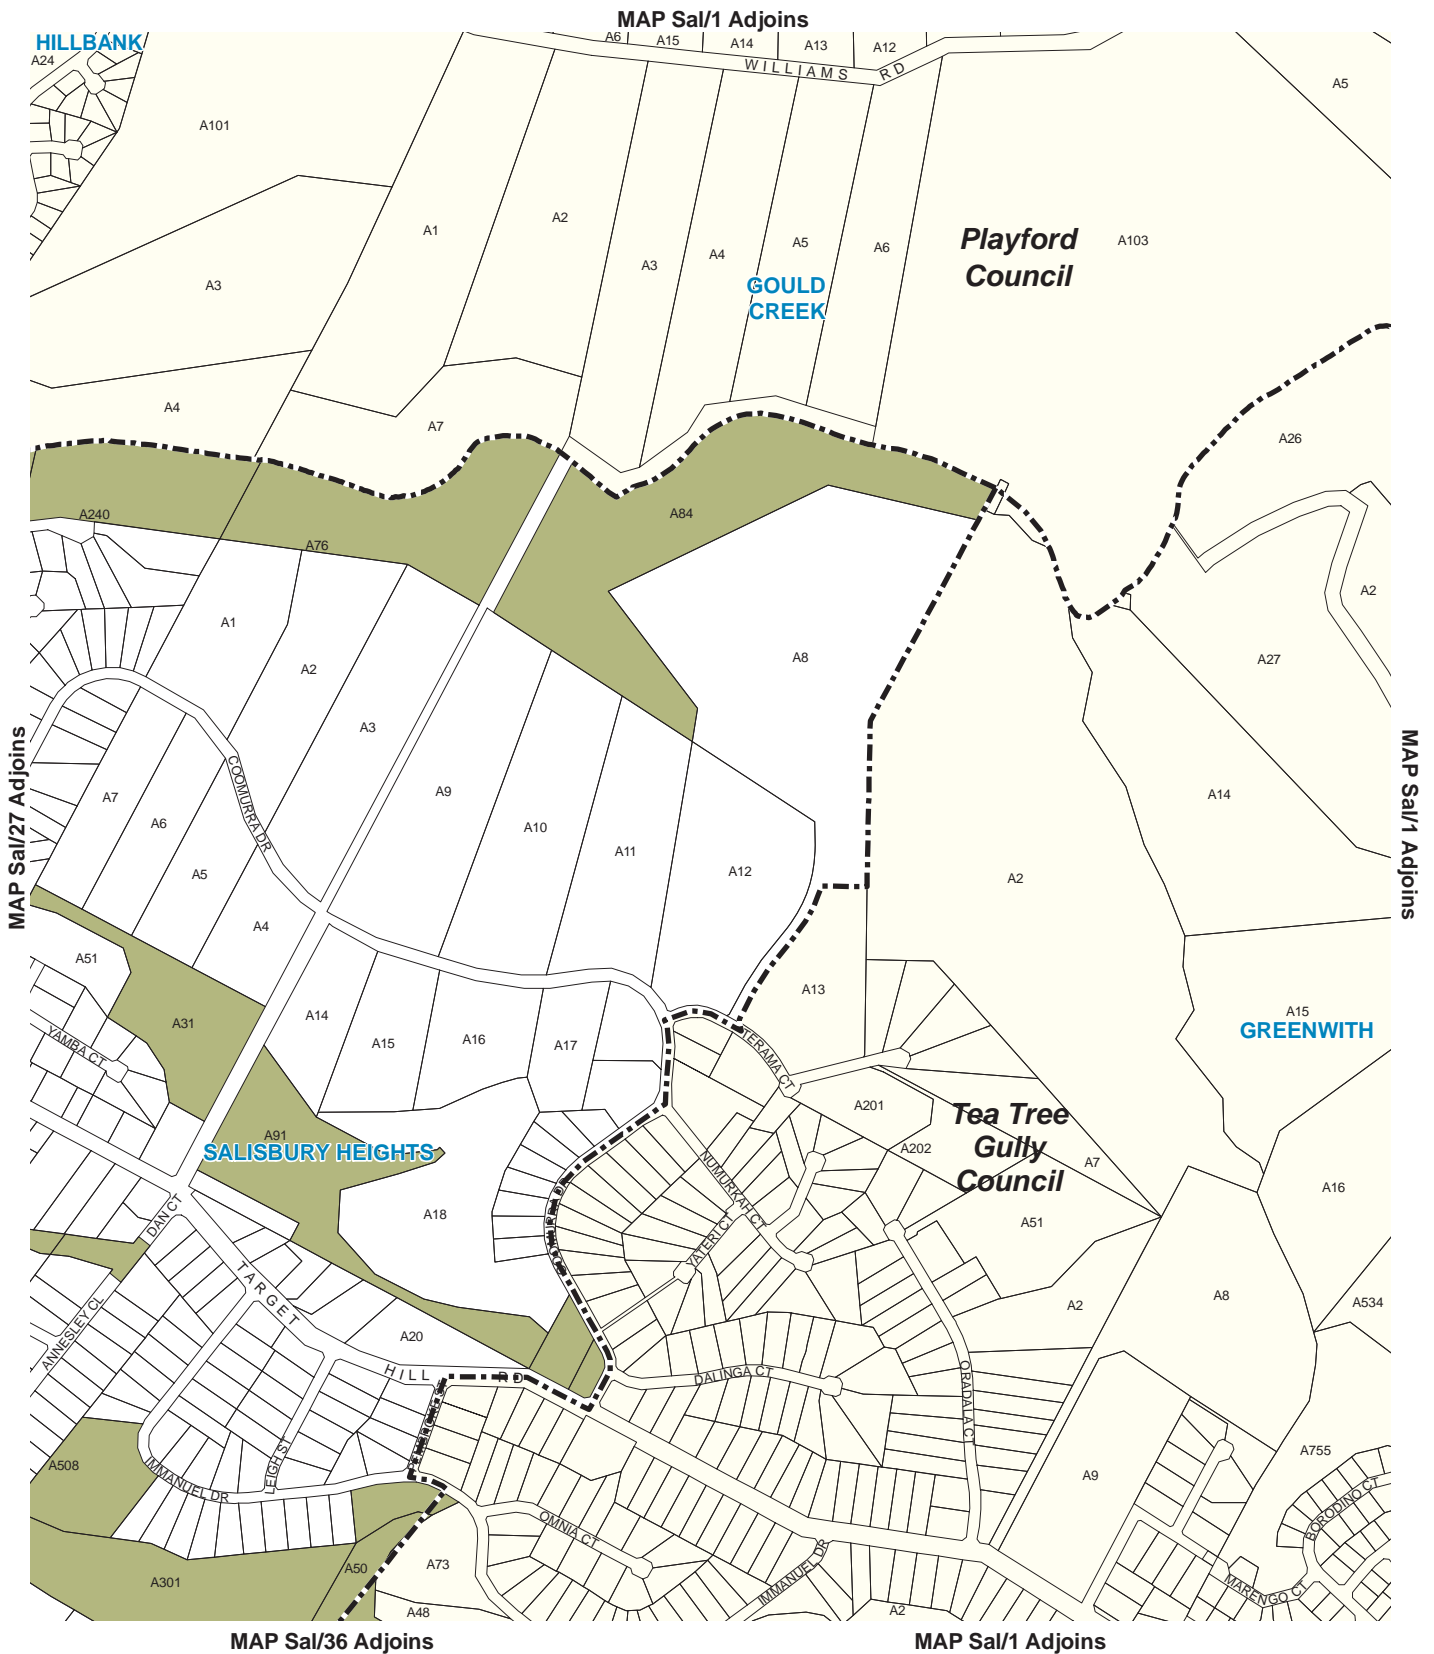 MAP Sal/1 Adjoins
HILLBANK
A24
A6
A15
A14
A13
A12
WILLIAMS RD
A5
A101
A1
A2
A3
A4
A5
A6
Playford
Council
A103
A3
GOULD
CREEK
A4
A7
A26
A240
A84
A76
A2
A1
A2
A8
A27
A3
MAP Sal/27 Adjoins
MAP Sal/1 Adjoins
COOMURRA DR
A7
A6
A9
A10
A11
A12
A14
A5
A2
A4
A51
A13
A31
A14
A15
A16
A17
A15
GREENWITH
YAMBA CT
TERAMA CT
A201
Tea Tree
Gully
Council
A91
SALISBURY HEIGHTS
A202
A7
NUMURKAH CT
A16
DAN CT
A18
YATERI CT
A51
TARGET
HILL
RD
ANNESLEY CL
A20
A2
A8
A534
DALINGA CT
ORADALA CT
A508
IMMANUEL DR
LEIGH ST
A9
A755
BORODINO CT
OMNIA CT
A73
A50
A301
IMMANUEL DR
MARENGO CT
A48
A2
MAP Sal/36 Adjoins
MAP Sal/1 Adjoins